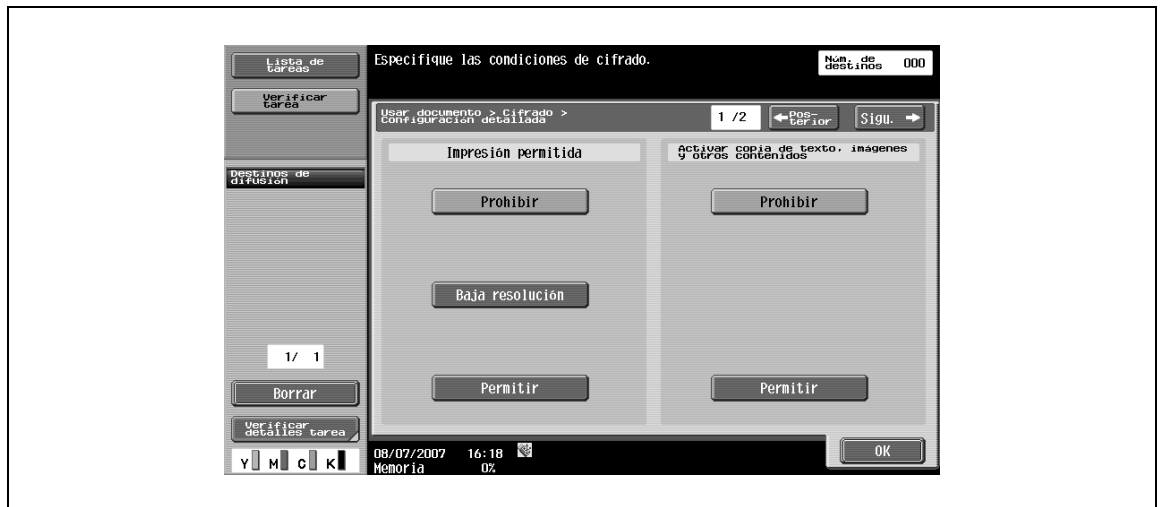 Lista de
tareas
Verificar
tarea
Destinos de
difusión
1/ 1
Borrar
Verificar
detalles tarea
Y M C K
Especifique las condiciones de cifrado.
Núm. de
destinos 000
Usar documento > Cifrado >
Configuración detallada
1 /2
Pos-
terior
Sigu.
Impresión permitida
Prohibir
Baja resolución
Permitir
Activar copia de texto, imágenes
y otros contenidos
Prohibir
Permitir
08/07/2007 16:18
Memoria 0%
OK